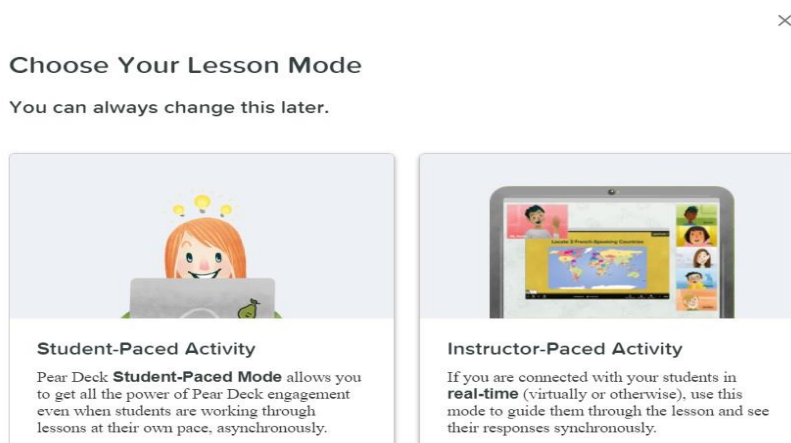 Choose Your Lesson Mode
You can always change this later.
Locate 3 French-Speaking Countries
Student-Paced Activity
Pear Deck Student-Paced Mode allows you
to get all the power of Pear Deck engagement
even when students are working through
lessons at their own pace, asynchronously.
Instructor-Paced Activity
If you are connected with your students in
real-time (virtually or otherwise), use this
mode to guide them through the lesson and see
their responses synchronously.